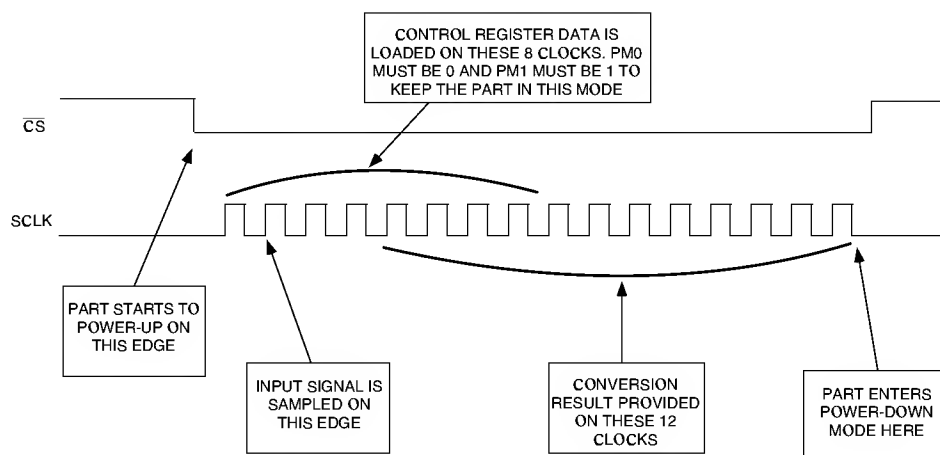 CONTROL REGISTER DATA IS
LOADED ON THESE 8 CLOCKS. PM0
MUST BE 0 AND PM1 MUST BE 1 TO
KEEP THE PART IN THIS MODE
CS
SCLK
PART STARTS TO
POWER-UP ON
THIS EDGE
INPUT SIGNAL IS
SAMPLED ON
THIS EDGE
CONVERSION
RESULT PROVIDED
ON THESE 12
CLOCKS
PART ENTERS
POWER-DOWN
MODE HERE